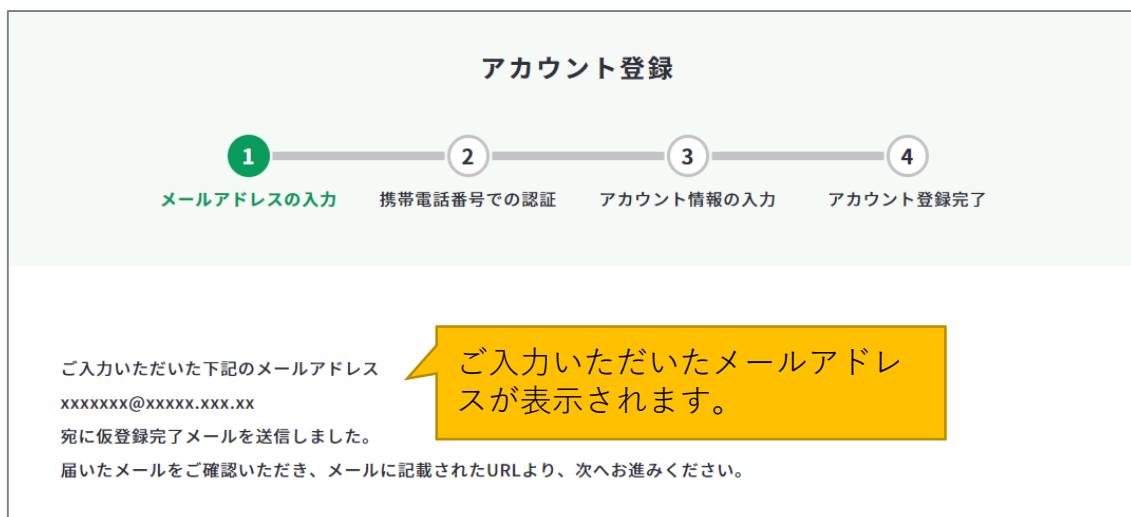 アカウント登録
1 2 3 4
メールアドレスの入力 携帯電話番号での認証 アカウント情報の入力 アカウント登録完了
ご入力いただいた下記のメールアドレス
xxxxxxx@xxxxx.xxx.xx
宛に仮登録完了メールを送信しました。
届いたメールをご確認いただき、メールに記載されたURLより、次へお進みください。
ご入力いただいたメールアドレ
スが表示されます。